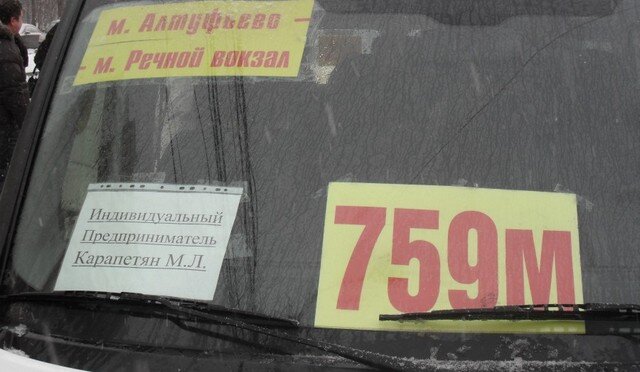 м. Алтуфьево -
- м. Речной вокзал
Индивидуальный
Предприниматель
Карапетян М.Л.
759м